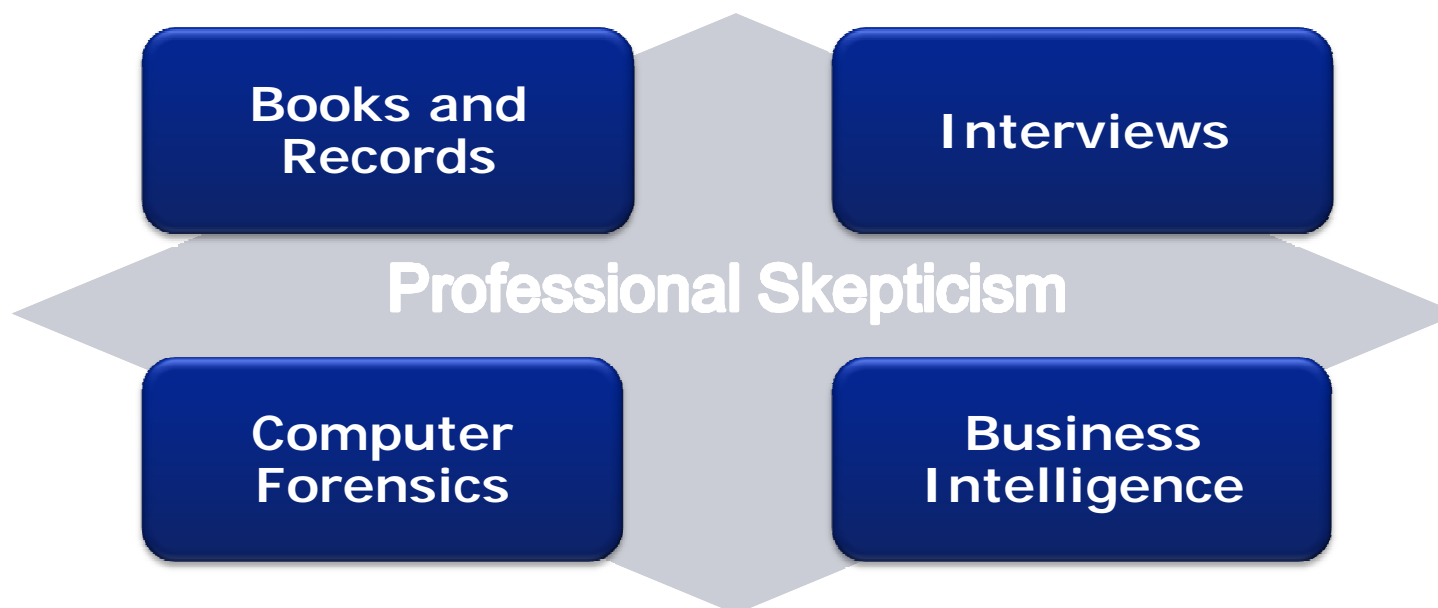 Books and
Records
Interviews
Professional Skepticism
Computer
Forensics
Business
Intelligence